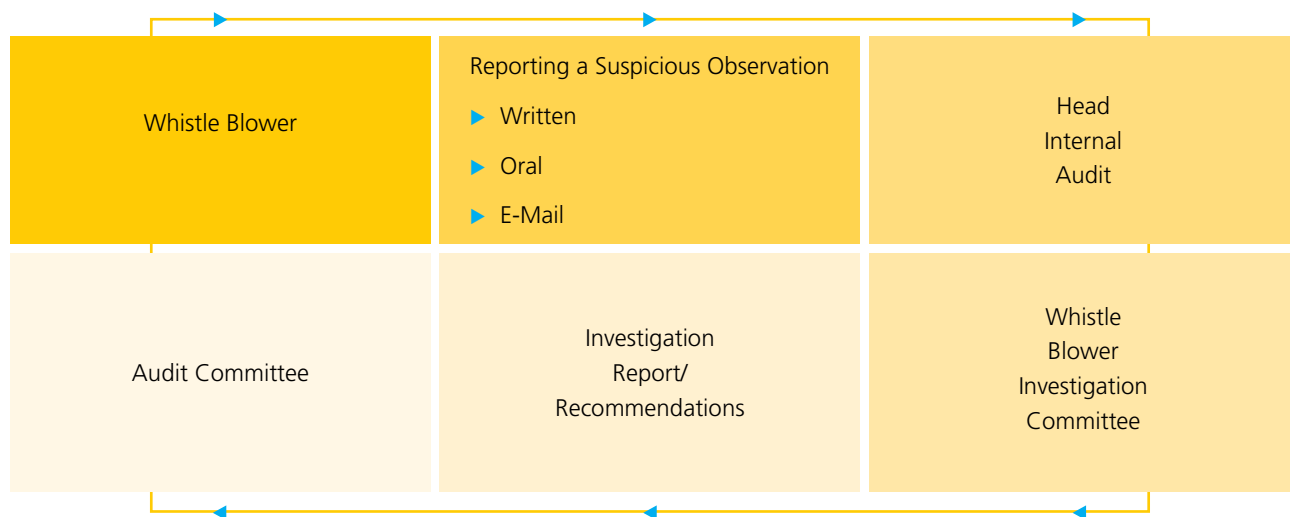 Whistle Blower
Reporting a Suspicious Observation
Written
Oral
E-Mail
Head
Internal
Audit
Audit Committee
Investigation
Report/
Recommendations
Whistle
Blower
Investigation
Committee